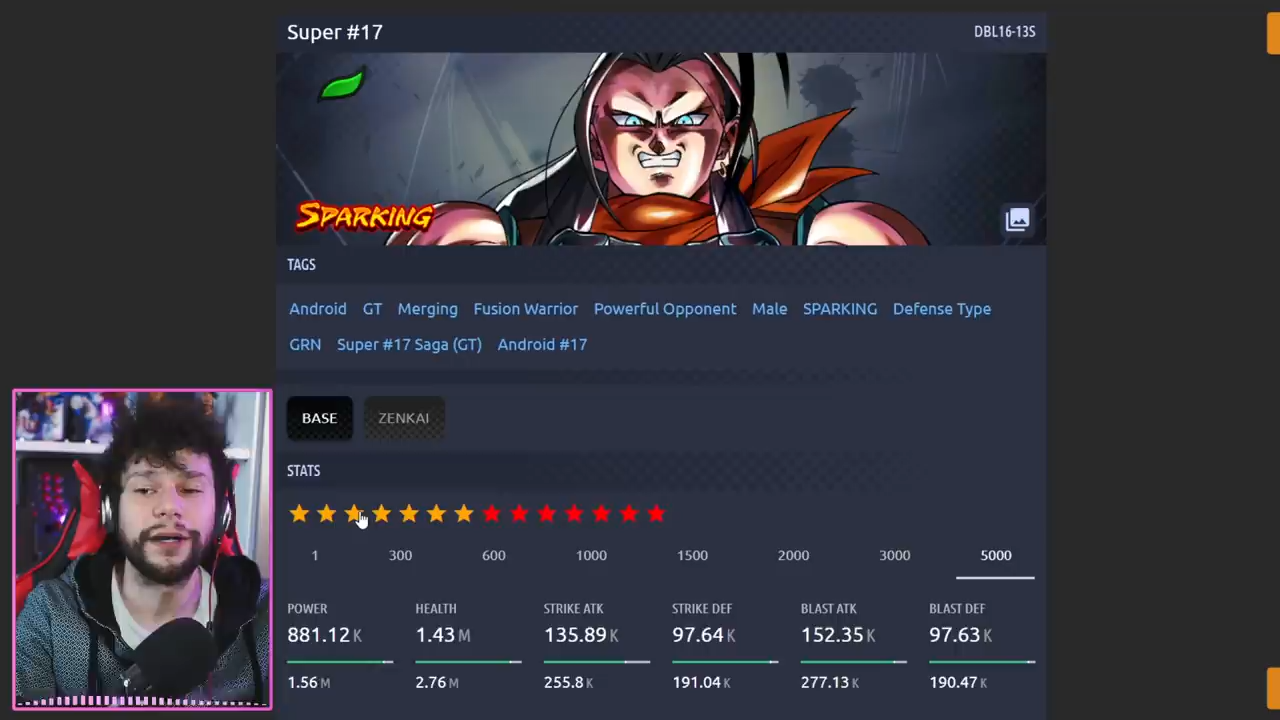 Super #17
DBL16-13S
SPARKING
TAGS
Android GT Merging Fusion Warrior Powerful Opponent Male SPARKING Defense Type
GRN Super #17 Saga (GT) Android #17
BASE ZENKAI
STATS
1 300 600 1000 1500 2000 3000 5000
POWER HEALTH STRIKE ATK STRIKE DEF BLAST ATK BLAST DEF
881.12 K 1.43 M 135.89 K 97.64 K 152.35 K 97.63 K
1.56 M 2.76 M 255.8 K 191.04 K 277.13 K 190.47 K